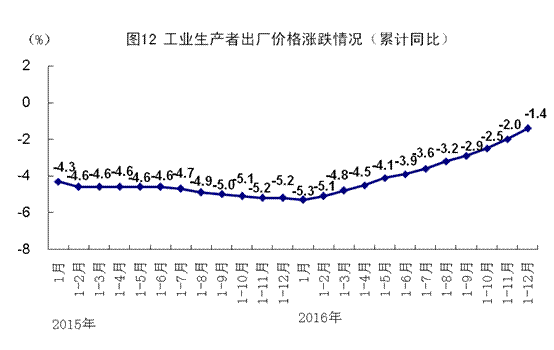 图12 工业生产者出厂价格涨跌情况（累计同比）
（%）
2
0
-2
-4
-6
-8
-4.3 -4.6 -4.6 -4.6 -4.6 -4.6 -4.7 -4.9 -5.0 -5.1 -5.2 -5.2 -5.3 -5.1 -4.8 -4.5 -4.1 -3.9 -3.6 -3.2 -2.9 -2.5 -2.0 -1.4
1月 1-2月 1-3月 1-4月 1-5月 1-6月 1-7月 1-8月 1-9月 1-10月 1-11月 1-12月 1月 1-2月 1-3月 1-4月 1-5月 1-6月 1-7月 1-8月 1-9月 1-10月 1-11月 1-12月
2015年 2016年